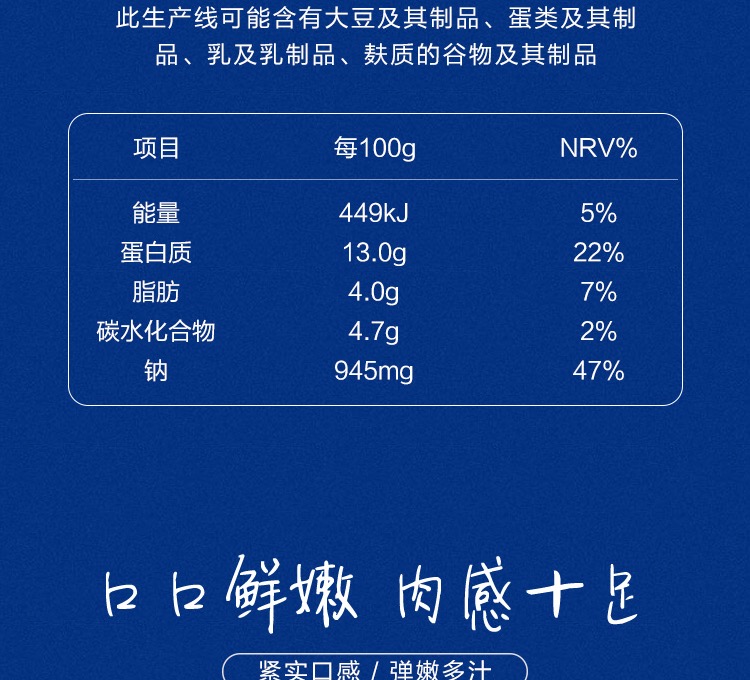 此生产线可能含有大豆及其制品、蛋类及其制
品、乳及乳制品、麸质的谷物及其制品
项目 每100g NRV%
能量 449kJ 5%
蛋白质 13.0g 22%
脂肪 4.0g 7%
碳水化合物 4.7g 2%
钠 945mg 47%
口口鲜嫩 肉感十足
紧实口感 / 弹嫩多汁